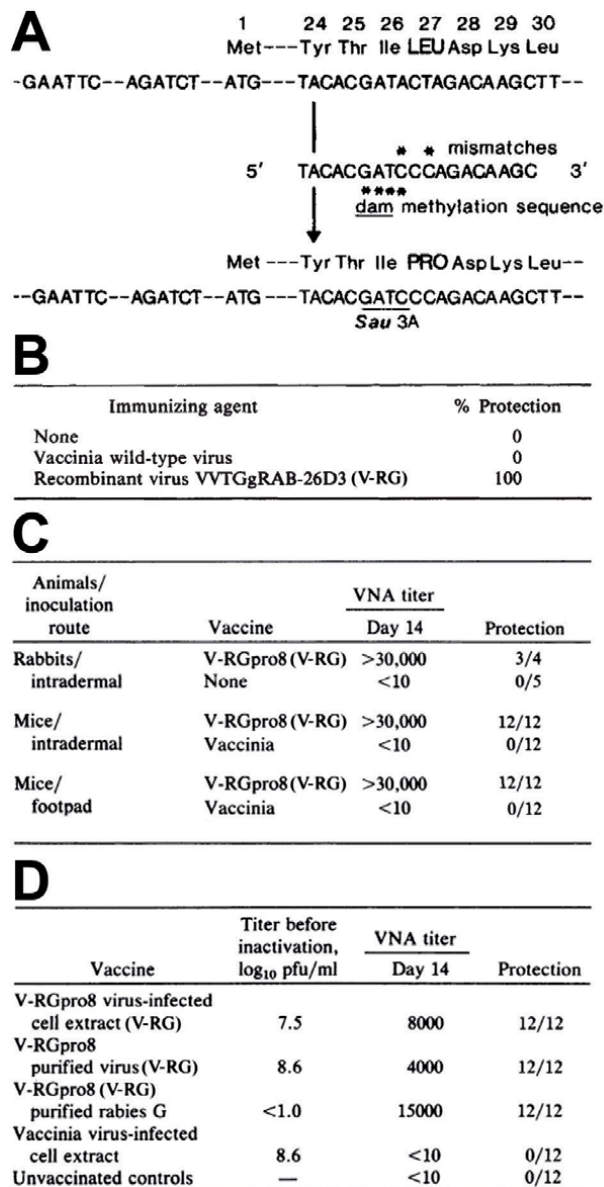 A
1 24 25 26 27 28 29 30
Met---Tyr Thr Ile LEU Asp Lys Leu
-GAATTC--AGATCT--ATG---TACACGATACTAGACAAGCTT--
* * mismatches
5' TACACGATCCCAGACAAGC 3'
****
dam methylation sequence
Met---Tyr Thr Ile PRO Asp Lys Leu--
--GAATTC--AGATCT--ATG---TACACGATCCCAGACAAGCTT--
Sau 3A
B
Immunizing agent % Protection
None 0
Vaccinia wild-type virus 0
Recombinant virus VVTGgRAB-26D3 (V-RG) 100
C
Animals/
inoculation VNA titer
route Vaccine Day 14 Protection
Rabbits/ V-RGpro8 (V-RG) >30,000 3/4
intradermal None <10 0/5
Mice/ V-RGpro8 (V-RG) >30,000 12/12
intradermal Vaccinia <10 0/12
Mice/ V-RGpro8 (V-RG) >30,000 12/12
footpad Vaccinia <10 0/12
D
Titer before
inactivation, VNA titer
Vaccine log10 pfu/ml Day 14 Protection
V-RGpro8 virus-infected
cell extract (V-RG) 7.5 8000 12/12
V-RGpro8
purified virus (V-RG) 8.6 4000 12/12
V-RGpro8 (V-RG)
purified rabies G <1.0 15000 12/12
Vaccinia virus-infected
cell extract 8.6 <10 0/12
Unvaccinated controls — <10 0/12